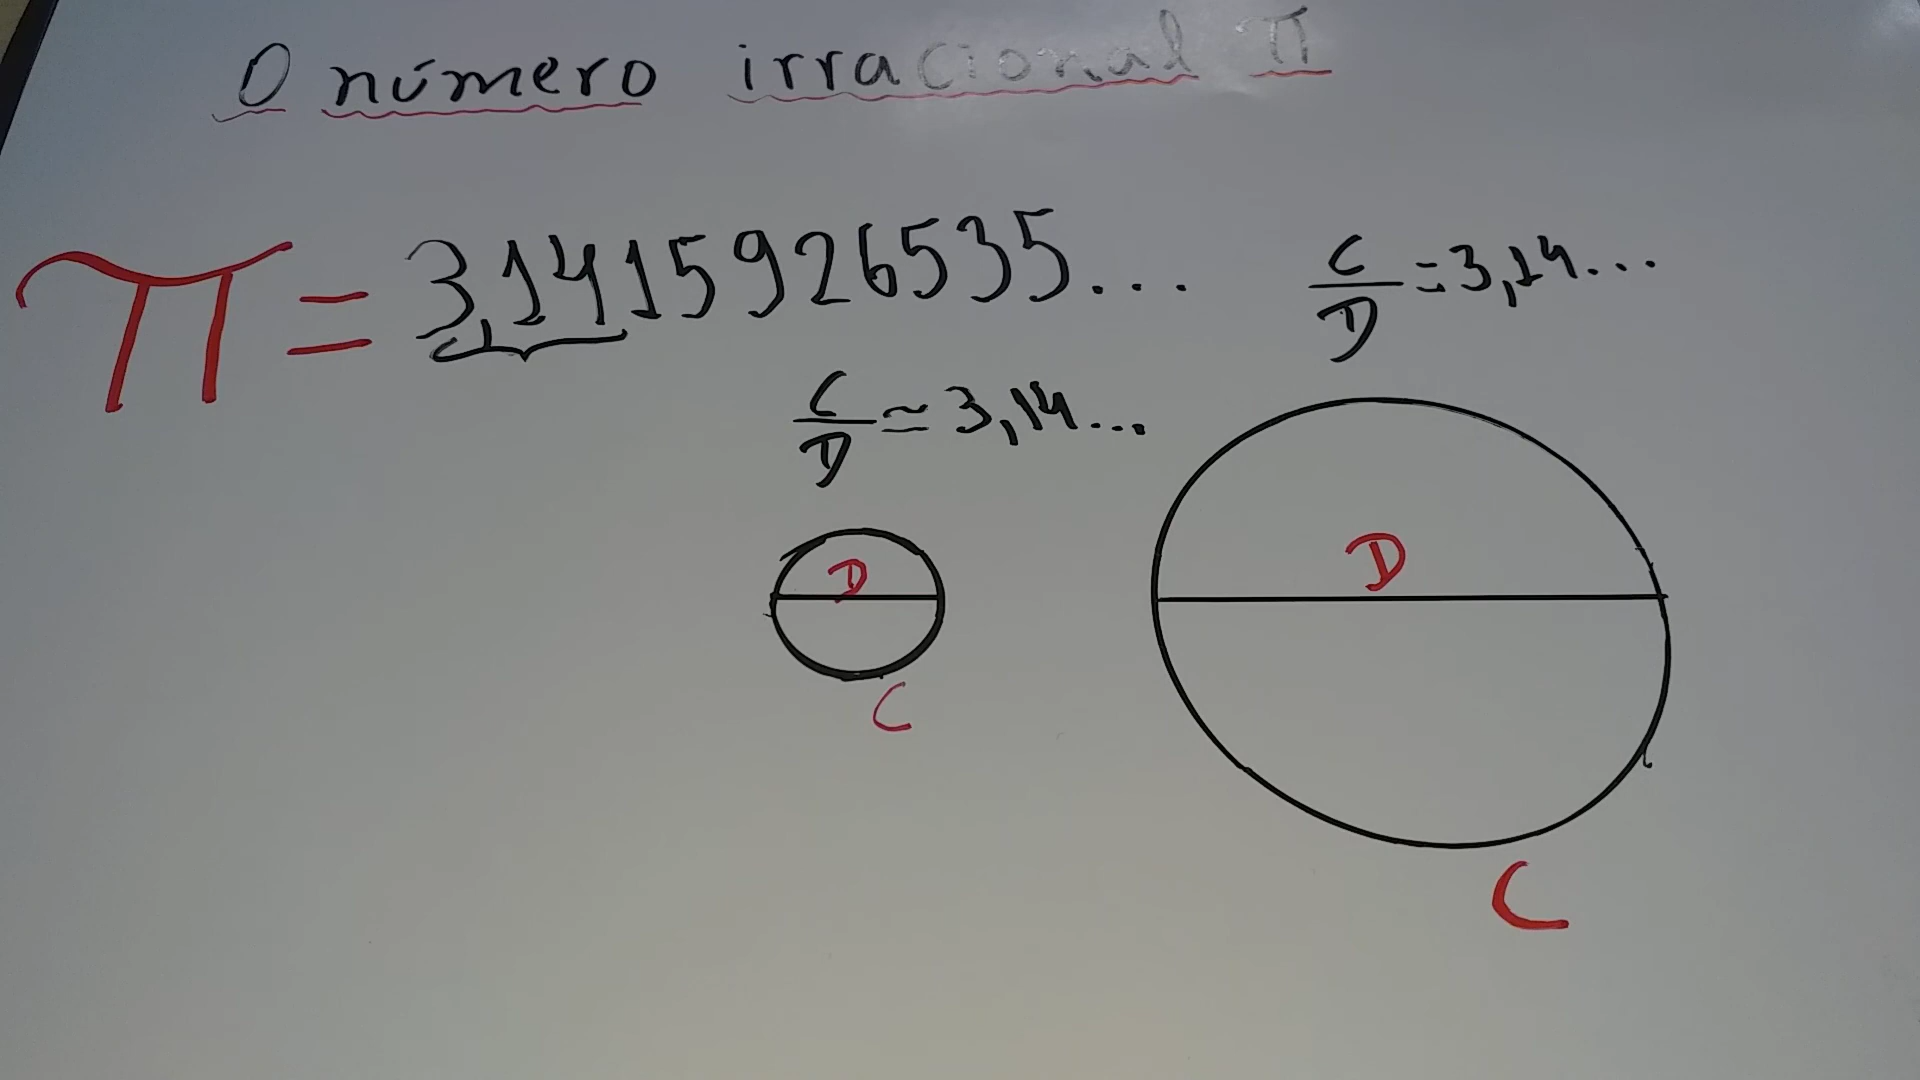 O número irracional π
π = 3,1415926535...
C/D = 3,14...
C/D ≃ 3,14...
D
D
C
C